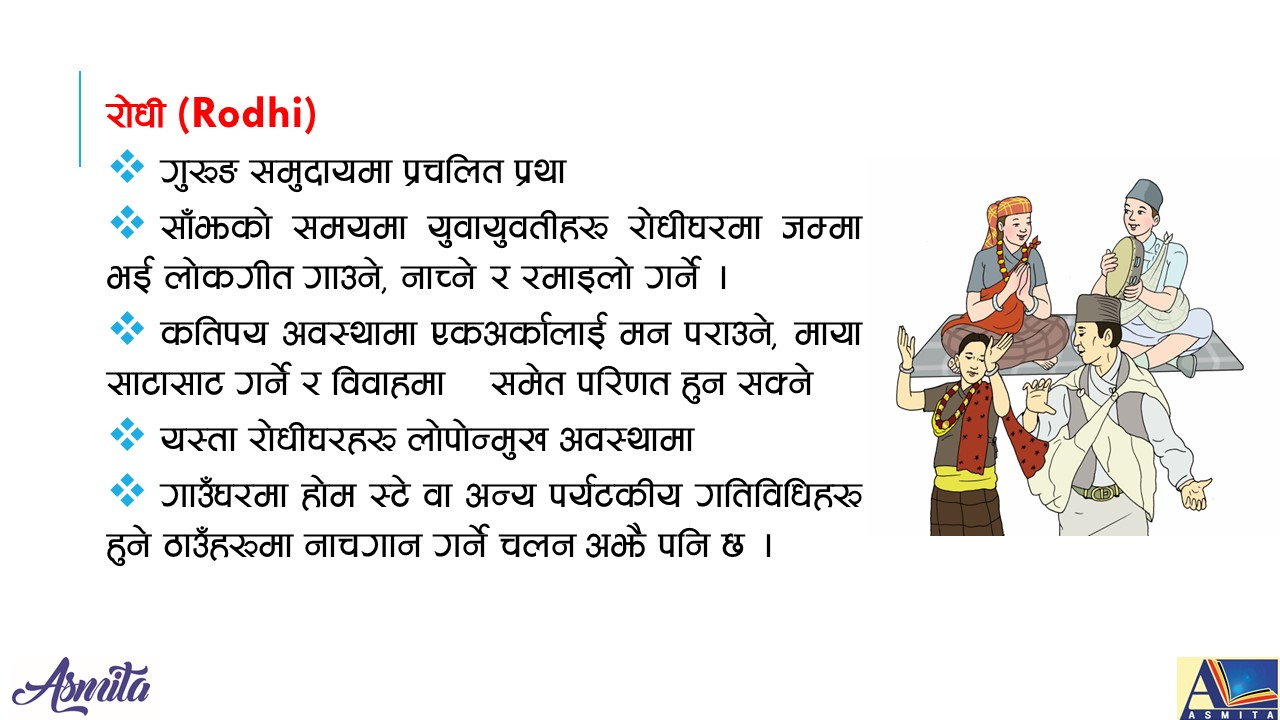 रोधी (Rodhi)
❖ गुरुङ समुदायमा प्रचलित प्रथा
❖ साँझको समयमा युवायुवतीहरु रोधीघरमा जम्मा
भई लोकगीत गाउने, नाच्ने र रमाइलो गर्ने ।
❖ कतिपय अवस्थामा एकअर्कालाई मन पराउने, माया
साटासाट गर्ने र विवाहमा समेत परिणत हुन सक्ने
❖ यस्ता रोधीघरहरु लोपोन्मुख अवस्थामा
❖ गाउँघरमा होम स्टे वा अन्य पर्यटकीय गतिविधिहरु
हुने ठाउँहरुमा नाचगान गर्ने चलन अझै पनि छ ।
Asmita
ASMITA